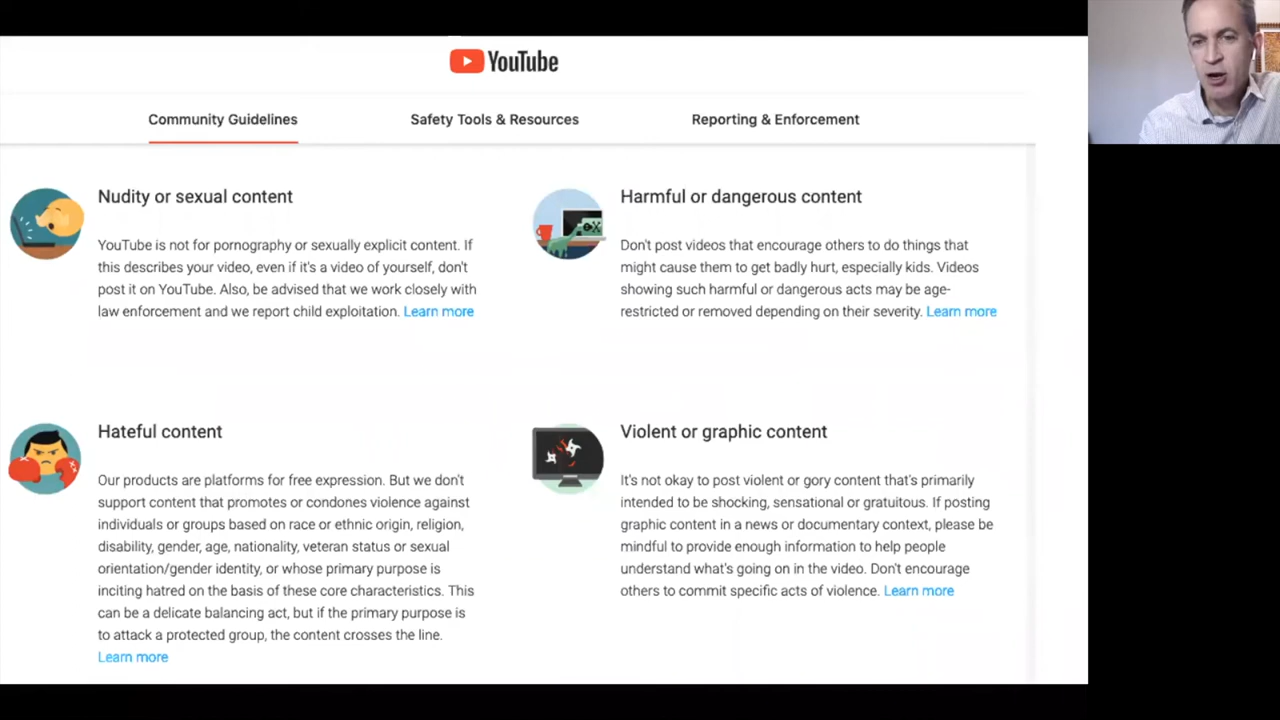 YouTube
Community Guidelines
Safety Tools & Resources
Reporting & Enforcement
Nudity or sexual content
YouTube is not for pornography or sexually explicit content. If
this describes your video, even if it's a video of yourself, don't
post it on YouTube. Also, be advised that we work closely with
law enforcement and we report child exploitation. Learn more
Harmful or dangerous content
Don't post videos that encourage others to do things that
might cause them to get badly hurt, especially kids. Videos
showing such harmful or dangerous acts may be age-
restricted or removed depending on their severity. Learn more
Hateful content
Our products are platforms for free expression. But we don't
support content that promotes or condones violence against
individuals or groups based on race or ethnic origin, religion,
disability, gender, age, nationality, veteran status or sexual
orientation/gender identity, or whose primary purpose is
inciting hatred on the basis of these core characteristics. This
can be a delicate balancing act, but if the primary purpose is
to attack a protected group, the content crosses the line.
Learn more
Violent or graphic content
It's not okay to post violent or gory content that's primarily
intended to be shocking, sensational or gratuitous. If posting
graphic content in a news or documentary context, please be
mindful to provide enough information to help people
understand what's going on in the video. Don't encourage
others to commit specific acts of violence. Learn more